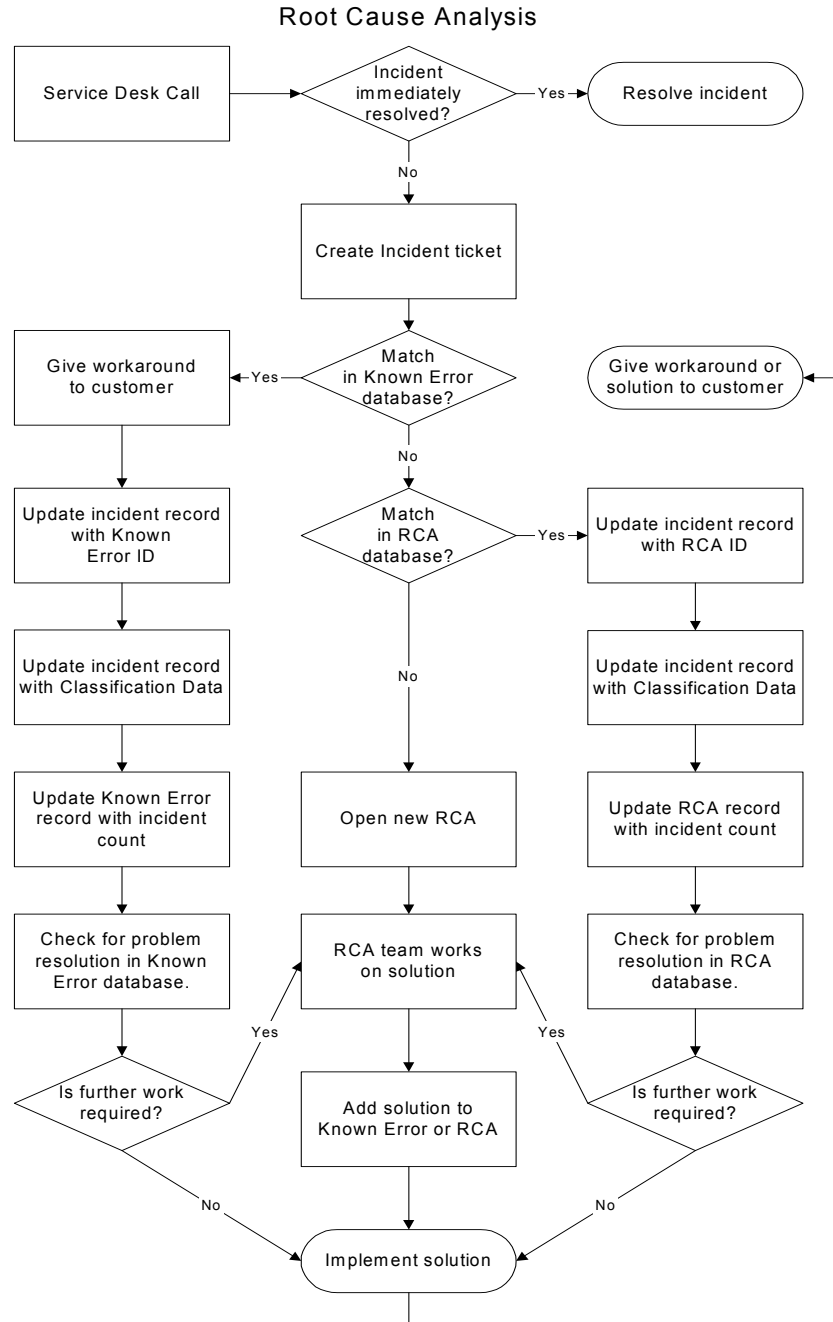 Root Cause Analysis
Service Desk Call
Incident
immediately
resolved?
Yes
Resolve incident
No
Create Incident ticket
Give workaround
to customer
Yes
Match
in Known Error
database?
Give workaround or
solution to customer
No
Update incident record
with Known
Error ID
Match
in RCA
database?
Yes
Update incident record
with RCA ID
Update incident record
with Classification Data
No
Update incident record
with Classification Data
Update Known Error
record with incident
count
Open new RCA
Update RCA record
with incident count
Check for problem
resolution in Known
Error database.
RCA team works
on solution
Check for problem
resolution in RCA
database.
Yes
Yes
Is further work
required?
Add solution to
Known Error or RCA
Is further work
required?
No
No
Implement solution